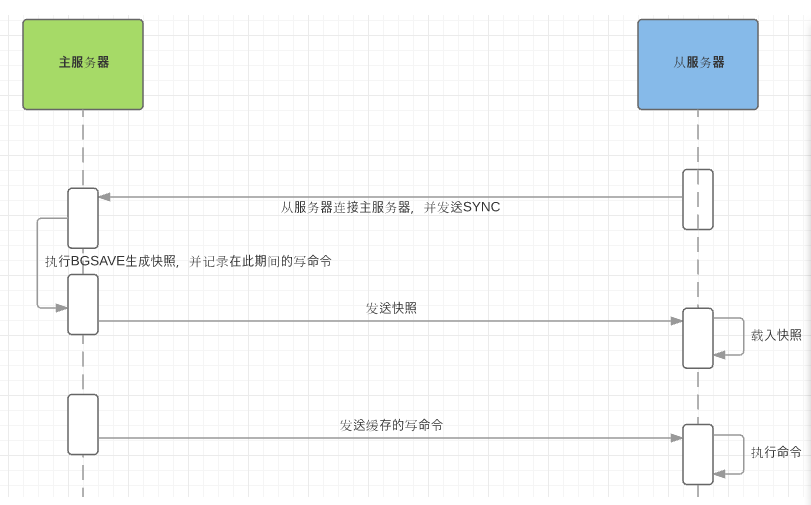 主服务器
从服务器
从服务器连接主服务器，并发送SYNC
执行BGSAVE生成快照，并记录在此期间的写命令
发送快照
载入快照
发送缓存的写命令
执行命令